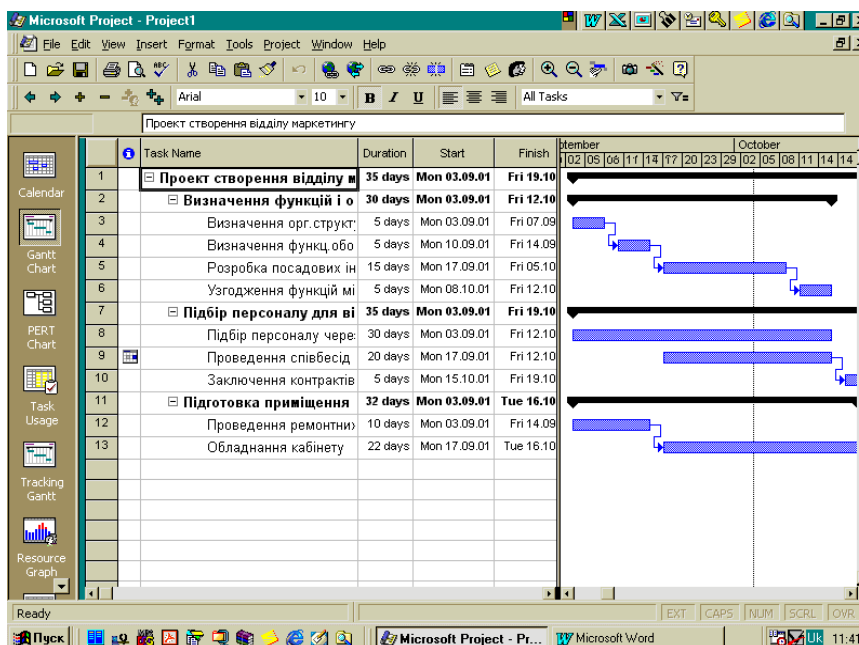 Microsoft Project - Project1
File Edit View Insert Format Tools Project Window Help
Arial 10 B I U All Tasks
Проект створення відділу маркетингу
Task Name Duration Start Finish ptember October
02 05 08 11 14 17 20 23 29 02 05 08 11 14 14
1 Проект створення відділу м 35 days Mon 03.09.01 Fri 19.10
2 Визначення функцій і о 30 days Mon 03.09.01 Fri 12.10
3 Визначення орг.структ 5 days Mon 03.09.01 Fri 07.09
4 Визначення функц.обо 5 days Mon 10.09.01 Fri 14.09
5 Розробка посадових ін 15 days Mon 17.09.01 Fri 05.10
6 Узгодження функцій мі 5 days Mon 08.10.01 Fri 12.10
7 Підбір персоналу для ві 35 days Mon 03.09.01 Fri 19.10
8 Підбір персоналу чере 30 days Mon 03.09.01 Fri 12.10
9 Проведення співбесід 20 days Mon 17.09.01 Fri 12.10
10 Заключення контрактів 5 days Mon 15.10.01 Fri 19.10
11 Підготовка приміщення 32 days Mon 03.09.01 Tue 16.10
12 Проведення ремонтни 10 days Mon 03.09.01 Fri 14.09
13 Обладнання кабінету 22 days Mon 17.09.01 Tue 16.10
Calendar
Gantt
Chart
PERT
Chart
Task
Usage
Tracking
Gantt
Resource
Graph
Ready EXT CAPS NUM SCRL OVR
Пуск Microsoft Project - Pr... Microsoft Word Uk 11:41